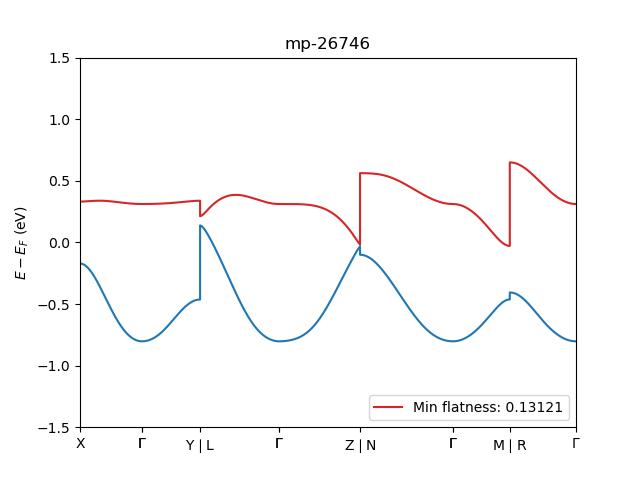 mp-26746
1.5
1.0
0.5
0.0
−0.5
−1.0
−1.5
E − E_F (eV)
X Γ Y | L Γ Z | N Γ M | R Γ
Min flatness: 0.13121